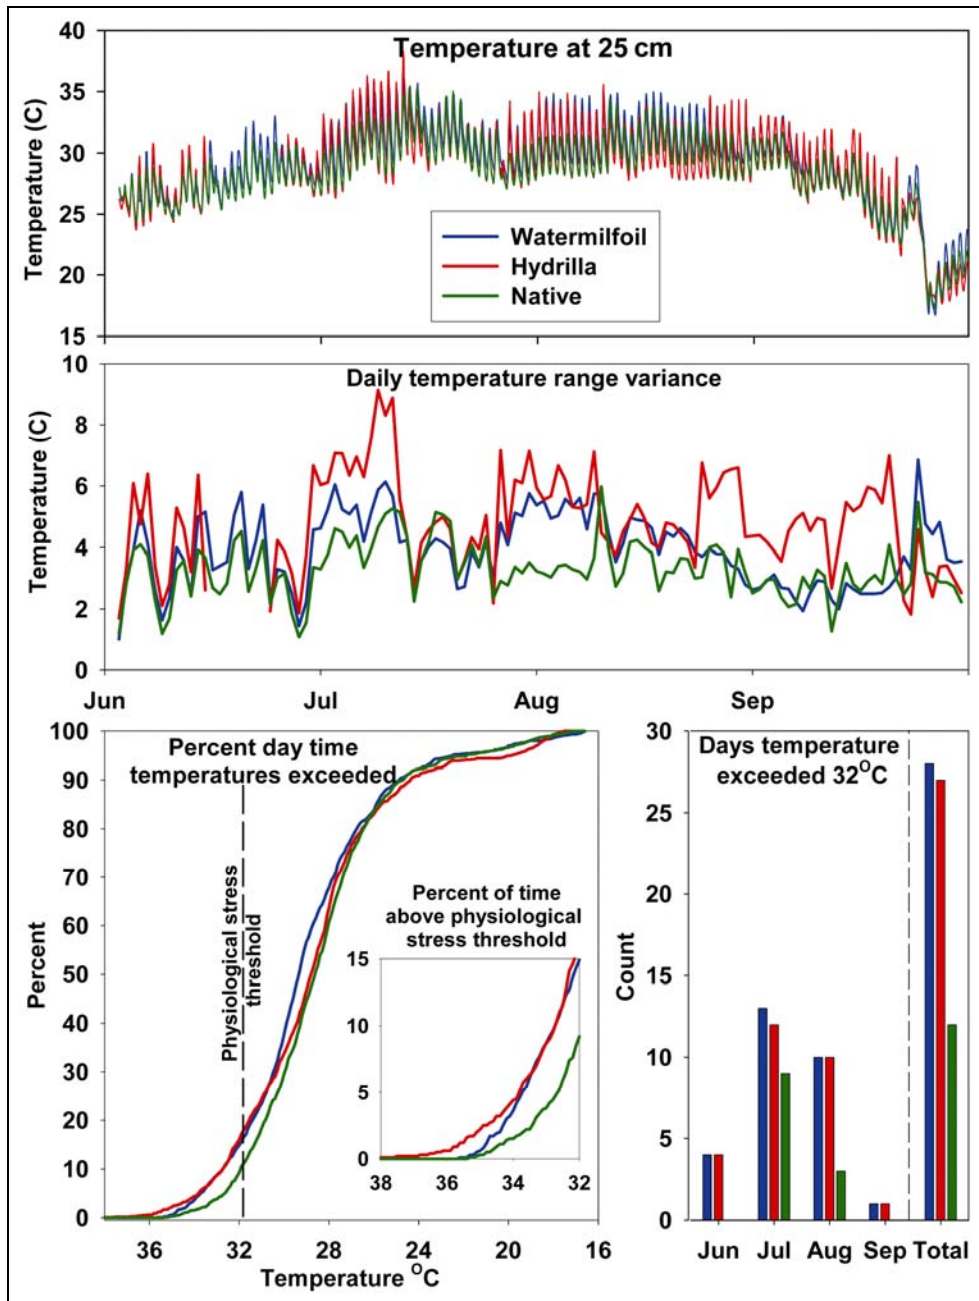 Temperature at 25 cm
Temperature (C)
40
35
30
25
20
15
Watermilfoil
Hydrilla
Native
Daily temperature range variance
Temperature (C)
10
8
6
4
2
0
Jun
Jul
Aug
Sep
Percent day time
temperatures exceeded
Percent
100
90
80
70
60
50
40
30
20
10
0
Physiological stress
threshold
Percent of time
above physiological
stress threshold
15
10
5
0
38
36
34
32
36
32
28
24
20
16
Temperature °C
Days temperature
exceeded 32°C
Count
30
25
20
15
10
5
0
Jun
Jul
Aug
Sep
Total